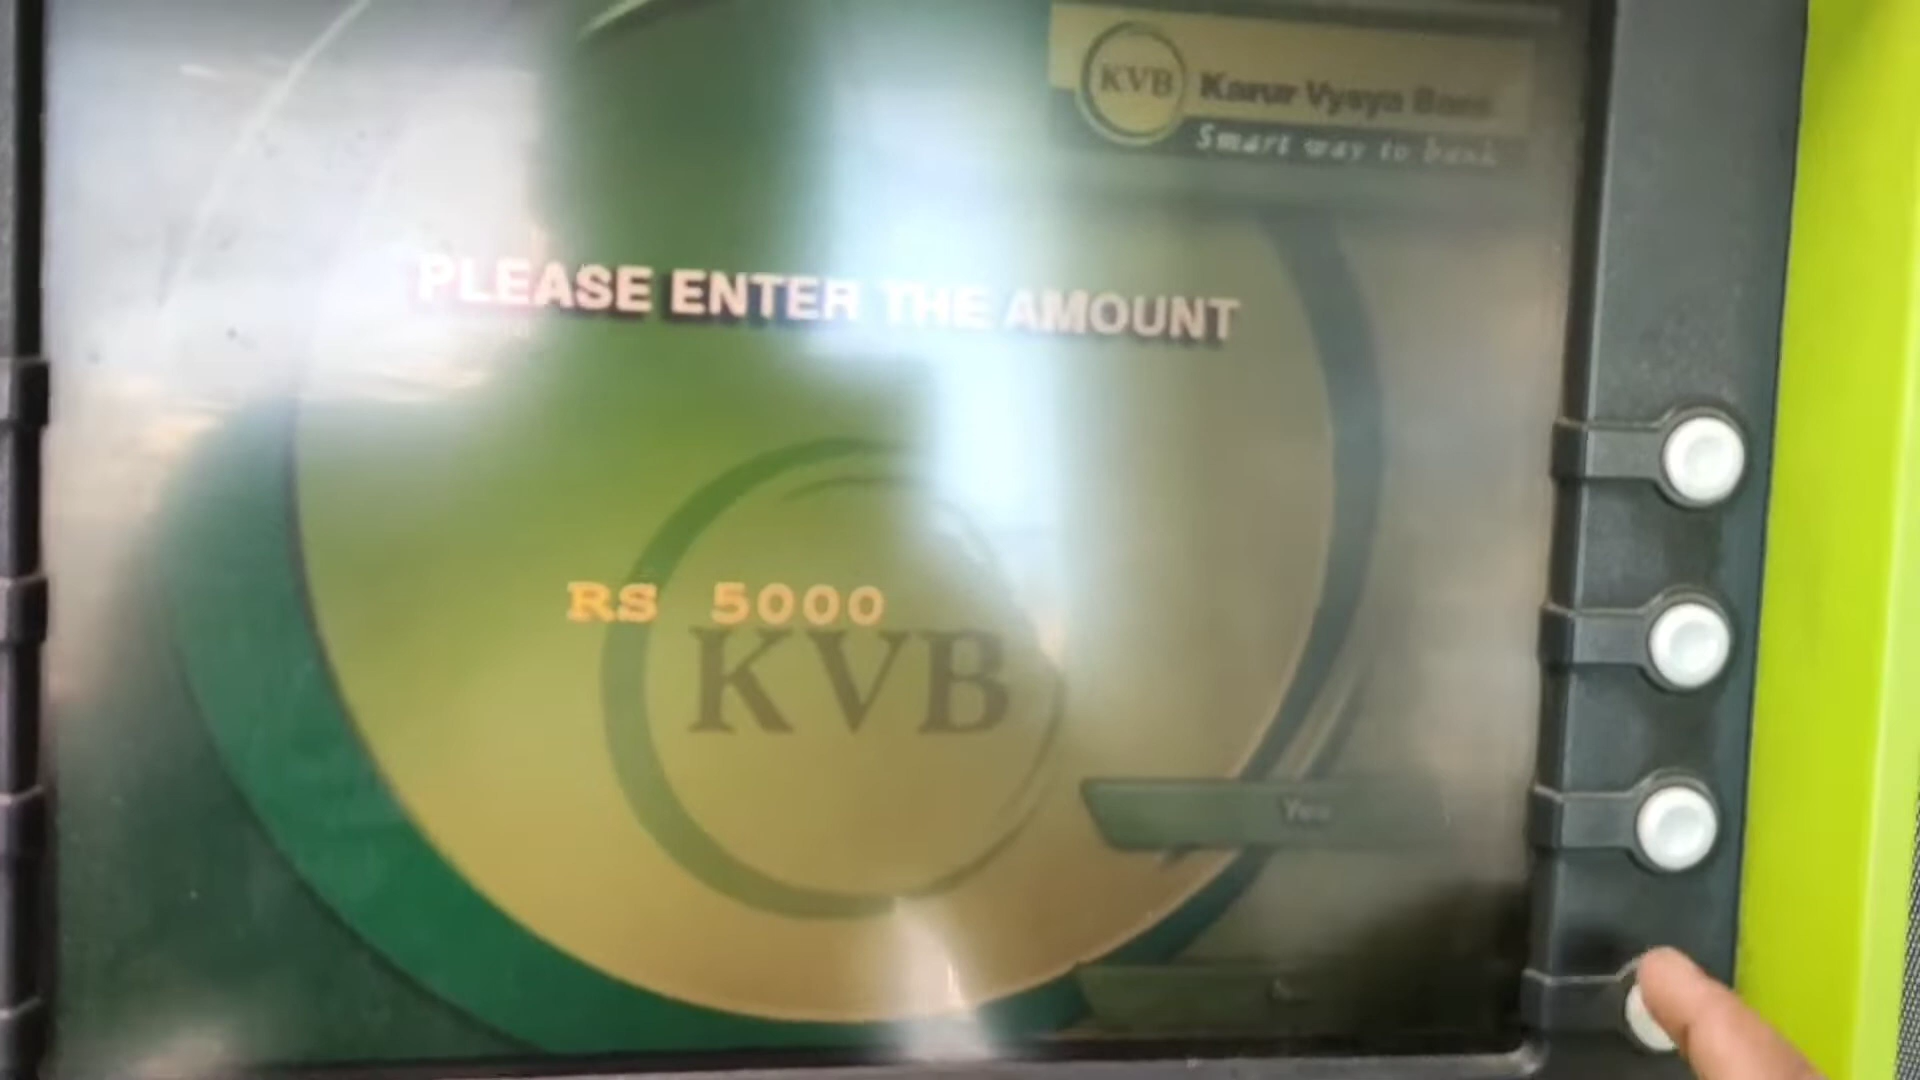 KVB Karur Vysya Bank
Smart way to bank
PLEASE ENTER THE AMOUNT
RS 5000
KVB
Yes